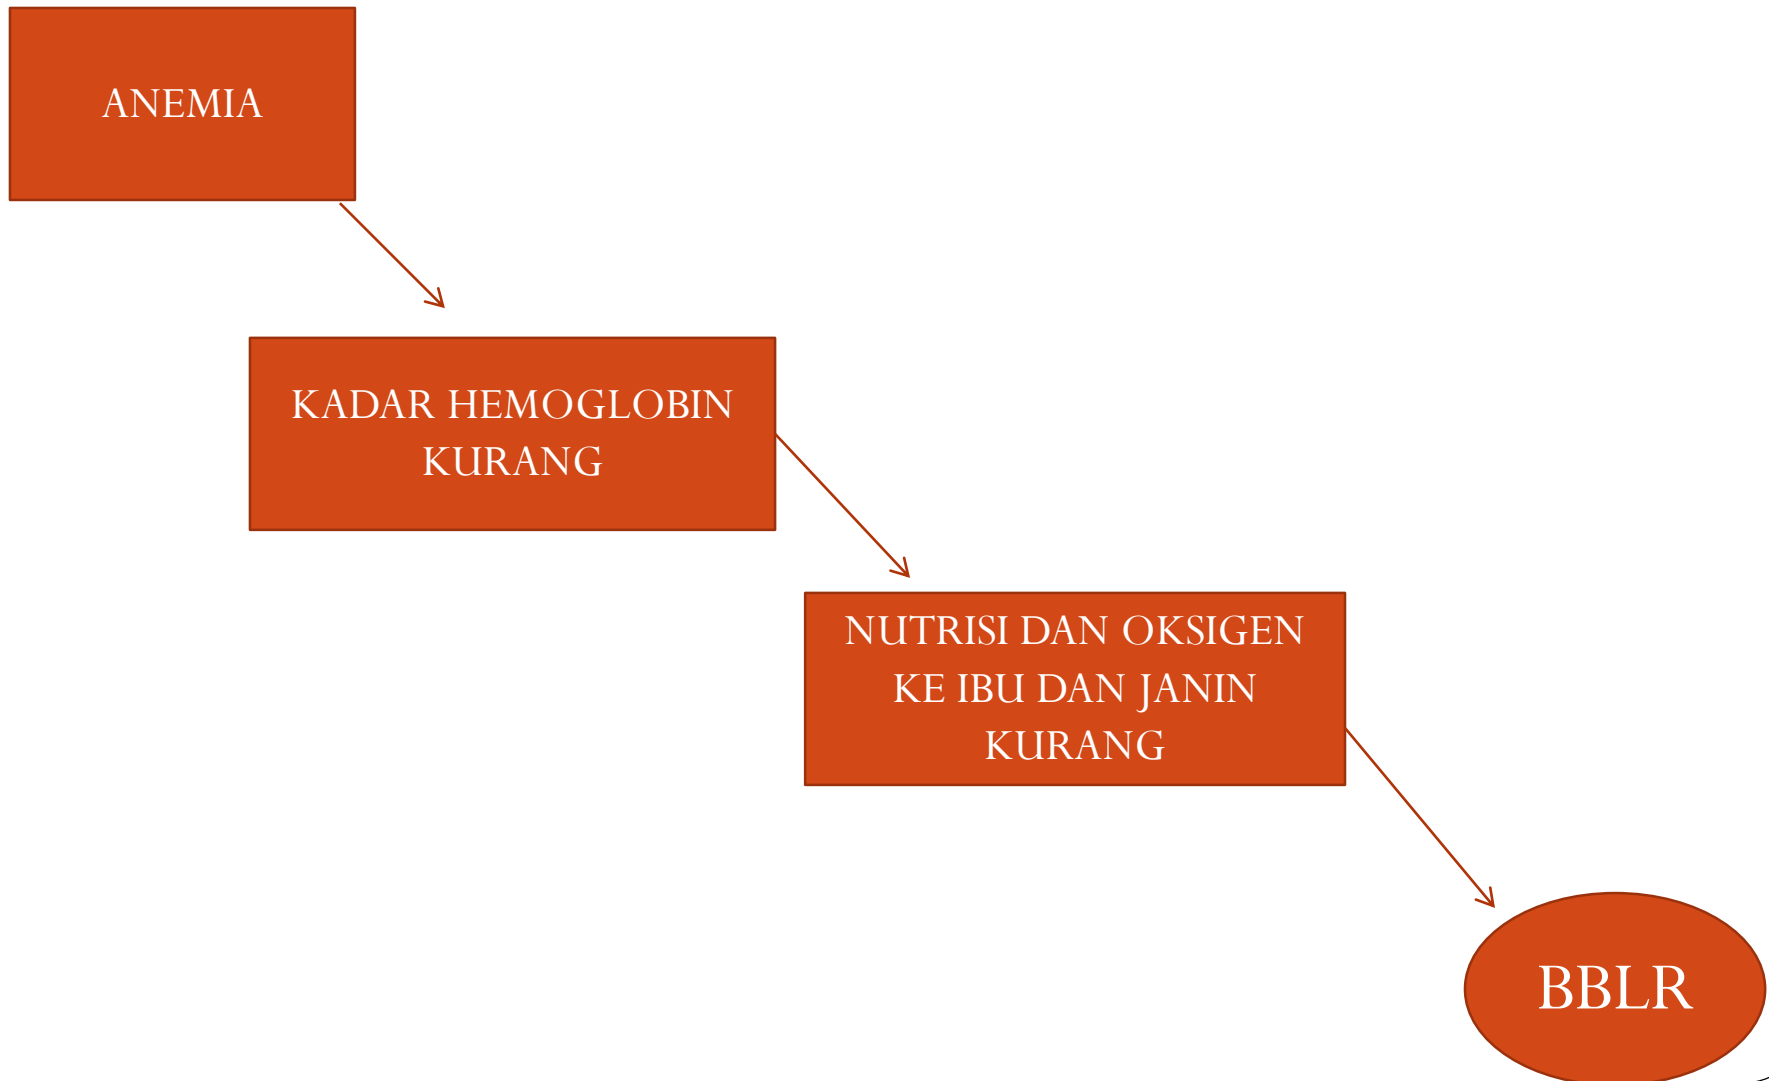 ANEMIA
KADAR HEMOGLOBIN
KURANG
NUTRISI DAN OKSIGEN
KE IBU DAN JANIN
KURANG
BBLR